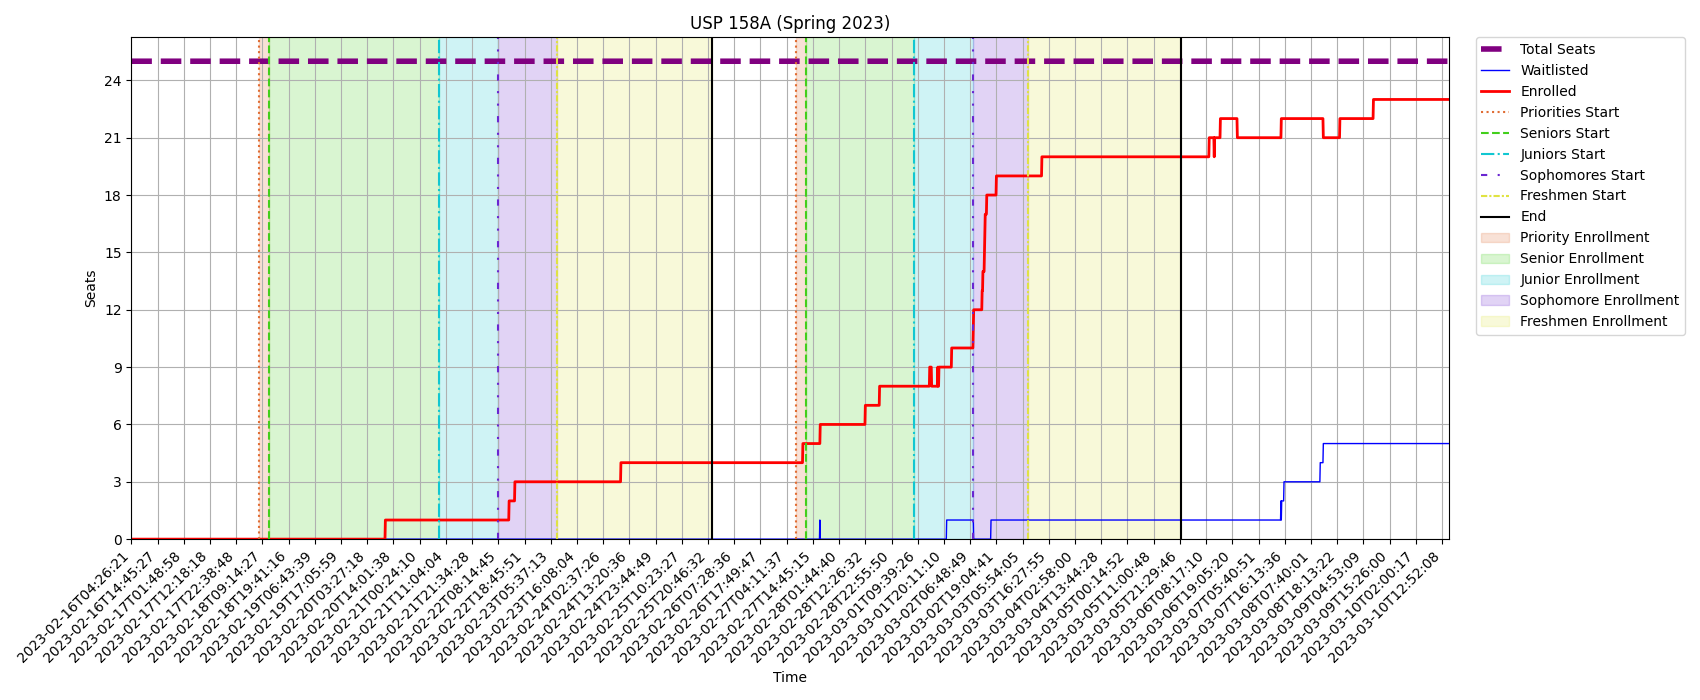 USP 158A (Spring 2023)
Seats
24
21
18
15
12
9
6
3
0
2023-02-16T04:26:21
2023-02-16T14:45:27
2023-02-17T01:48:58
2023-02-17T12:18:18
2023-02-17T22:38:48
2023-02-18T09:14:27
2023-02-18T19:41:16
2023-02-19T06:43:39
2023-02-19T17:05:59
2023-02-20T03:27:18
2023-02-20T14:01:38
2023-02-21T00:24:10
2023-02-21T11:04:04
2023-02-21T21:34:28
2023-02-22T08:14:45
2023-02-22T18:45:51
2023-02-23T05:37:13
2023-02-23T16:08:04
2023-02-24T02:37:26
2023-02-24T13:20:36
2023-02-24T23:44:49
2023-02-25T10:23:27
2023-02-25T20:46:32
2023-02-26T07:28:36
2023-02-26T17:49:47
2023-02-27T04:11:37
2023-02-27T14:45:15
2023-02-28T01:44:40
2023-02-28T12:26:32
2023-02-28T22:55:50
2023-03-01T09:39:26
2023-03-01T20:11:10
2023-03-02T06:48:49
2023-03-02T19:04:41
2023-03-03T05:54:05
2023-03-03T16:27:55
2023-03-04T02:58:00
2023-03-04T13:44:28
2023-03-05T00:14:52
2023-03-05T11:00:48
2023-03-05T21:29:46
2023-03-06T08:17:10
2023-03-06T19:05:20
2023-03-07T05:40:51
2023-03-07T16:13:36
2023-03-08T07:40:01
2023-03-08T18:13:22
2023-03-09T04:53:09
2023-03-09T15:26:00
2023-03-10T02:00:17
2023-03-10T12:52:08
Time
Total Seats
Waitlisted
Enrolled
Priorities Start
Seniors Start
Juniors Start
Sophomores Start
Freshmen Start
End
Priority Enrollment
Senior Enrollment
Junior Enrollment
Sophomore Enrollment
Freshmen Enrollment